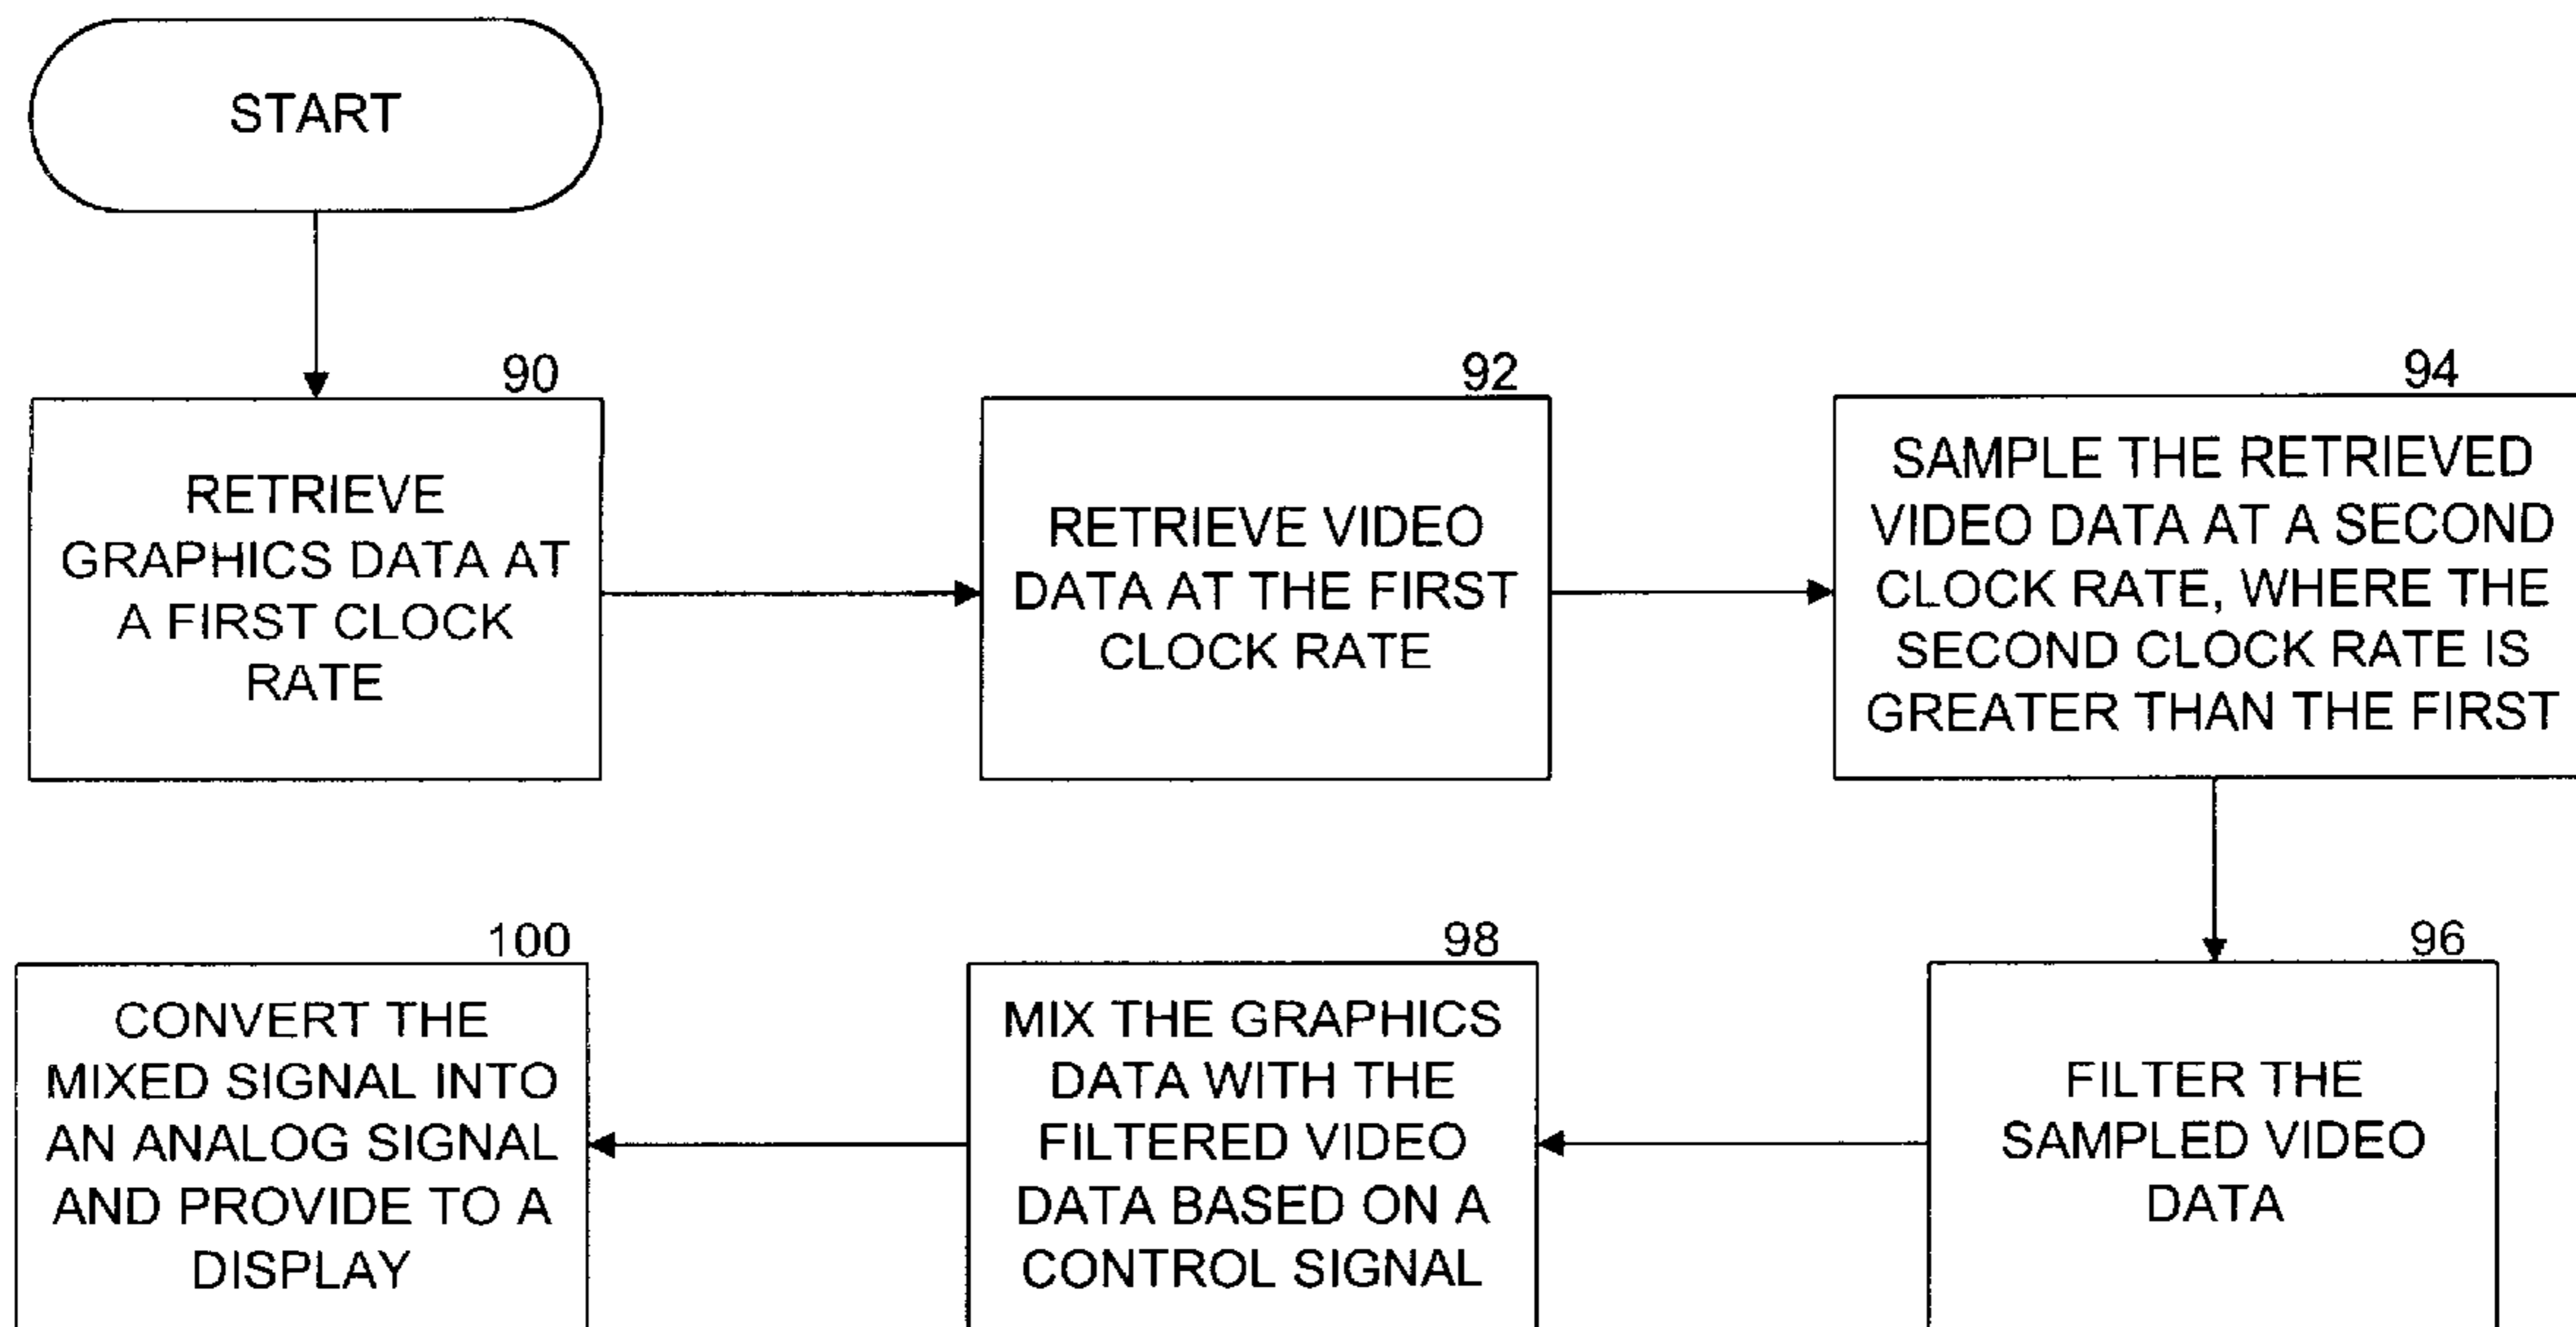 START
90
RETRIEVE
GRAPHICS DATA AT
A FIRST CLOCK
RATE
92
RETRIEVE VIDEO
DATA AT THE FIRST
CLOCK RATE
94
SAMPLE THE RETRIEVED
VIDEO DATA AT A SECOND
CLOCK RATE, WHERE THE
SECOND CLOCK RATE IS
GREATER THAN THE FIRST
96
FILTER THE
SAMPLED VIDEO
DATA
98
MIX THE GRAPHICS
DATA WITH THE
FILTERED VIDEO
DATA BASED ON A
CONTROL SIGNAL
100
CONVERT THE
MIXED SIGNAL INTO
AN ANALOG SIGNAL
AND PROVIDE TO A
DISPLAY